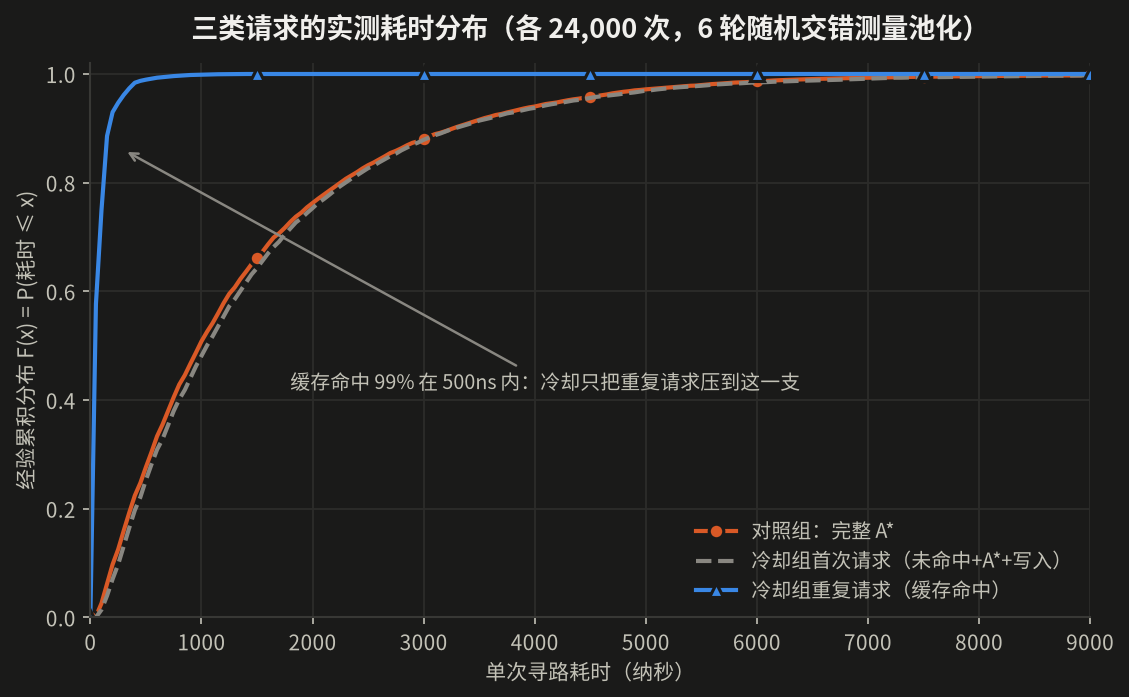 三类请求的实测耗时分布（各 24,000 次，6 轮随机交错测量池化）
经验累积分布 F(x) = P(耗时 ≤ x)
1.0
0.8
0.6
0.4
0.2
0.0
缓存命中 99% 在 500ns 内：冷却只把重复请求压到这一支
对照组：完整 A*
冷却组首次请求（未命中+A*+写入）
冷却组重复请求（缓存命中）
0 1000 2000 3000 4000 5000 6000 7000 8000 9000
单次寻路耗时（纳秒）